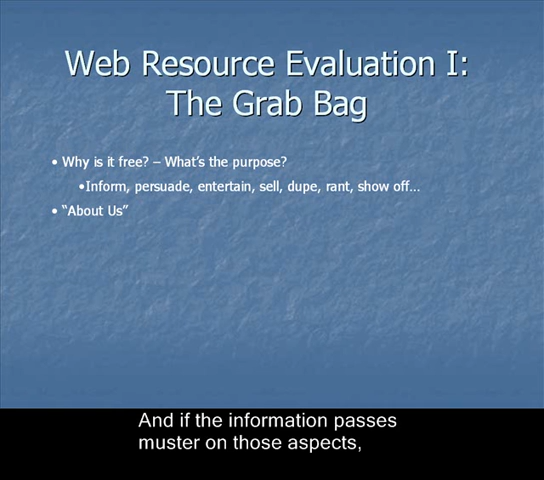 Web Resource Evaluation I:
The Grab Bag
• Why is it free? – What's the purpose?
•Inform, persuade, entertain, sell, dupe, rant, show off…
• “About Us”
And if the information passes
muster on those aspects,